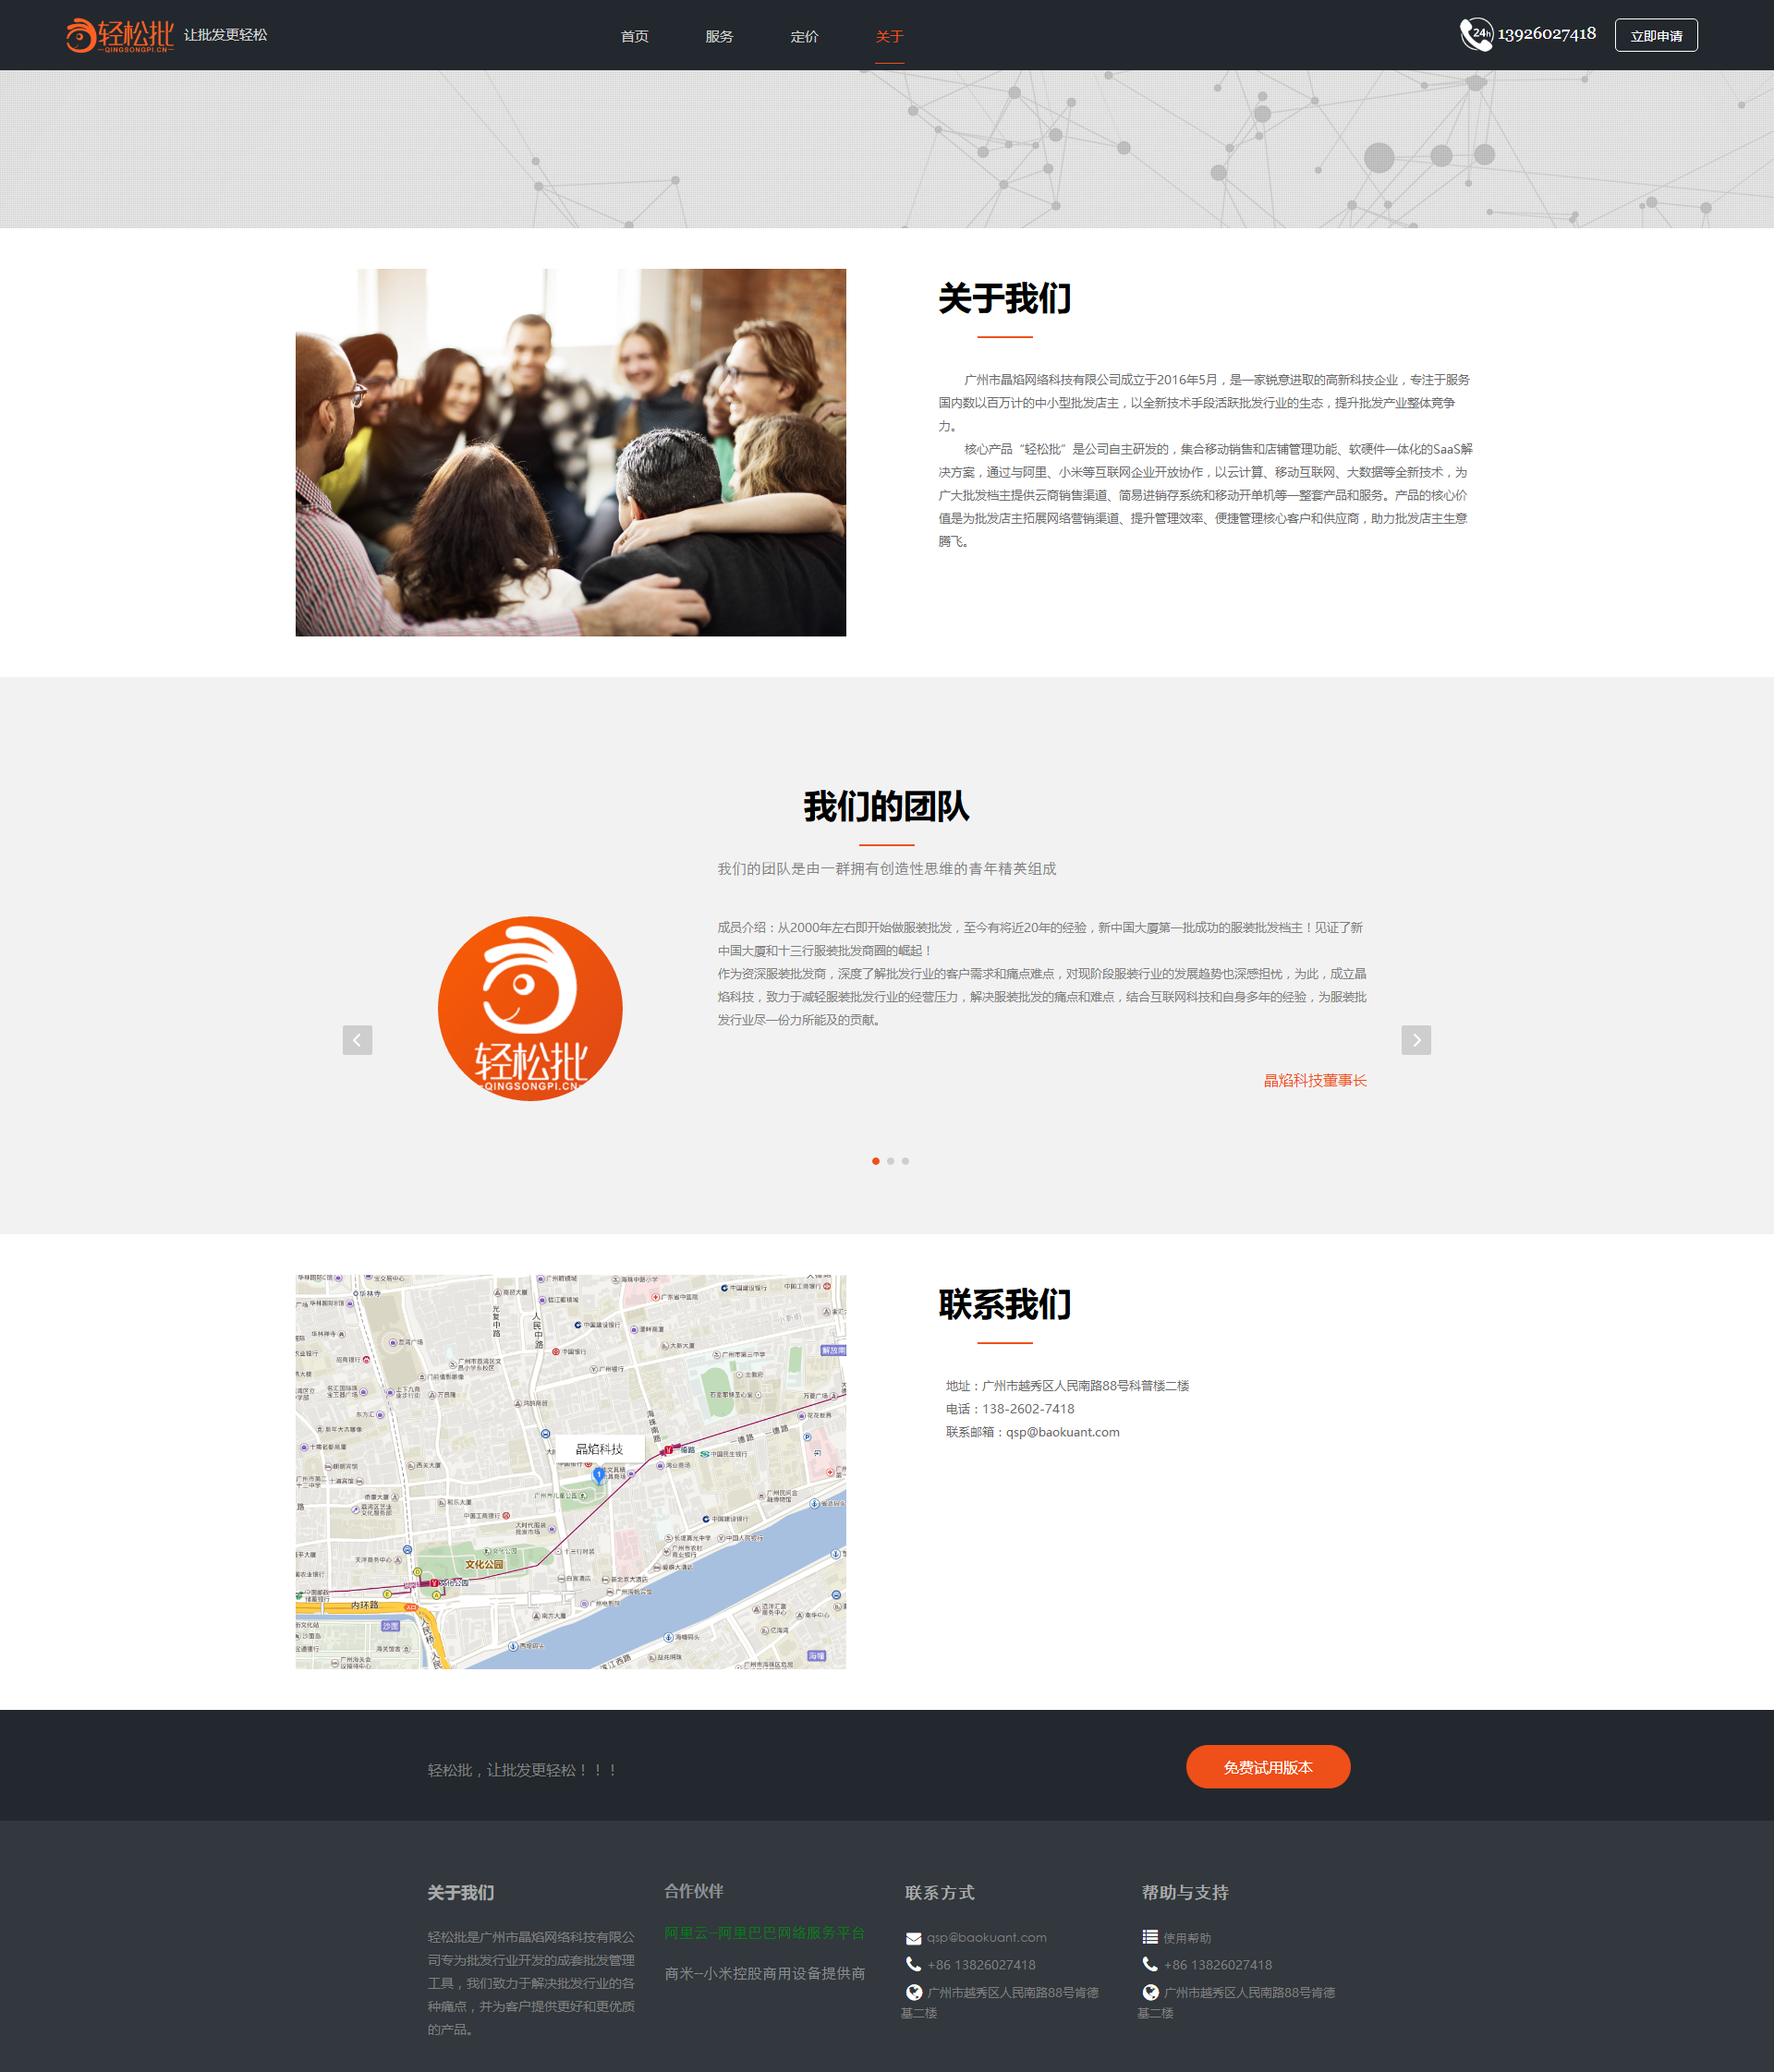 轻松批
QINGSONGPI.CN
让批发更轻松
首页
服务
定价
关于
24h
13926027418
立即申请
关于我们
广州市晶焰网络科技有限公司成立于2016年5月，是一家锐意进取的高新科技企业，专注于服务
国内数以百万计的中小型批发店主，以全新技术手段活跃批发行业的生态，提升批发产业整体竞争
力。
核心产品“轻松批”是公司自主研发的，集合移动销售和店铺管理功能、软硬件一体化的SaaS解
决方案，通过与阿里、小米等互联网企业开放协作，以云计算、移动互联网、大数据等全新技术，为
广大批发档主提供云商销售渠道、简易进销存系统和移动开单机等一整套产品和服务。产品的核心价
值是为批发店主拓展网络营销渠道、提升管理效率、便捷管理核心客户和供应商，助力批发店主生意
腾飞。
我们的团队
我们的团队是由一群拥有创造性思维的青年精英组成
轻松批
QINGSONGPI.CN
成员介绍：从2000年左右即开始做服装批发，至今有将近20年的经验，新中国大厦第一批成功的服装批发档主！见证了新
中国大厦和十三行服装批发商圈的崛起！
作为资深服装批发商，深度了解批发行业的客户需求和痛点难点，对现阶段服装行业的发展趋势也深感担忧，为此，成立晶
焰科技，致力于减轻服装批发行业的经营压力，解决服装批发的痛点和难点，结合互联网科技和自身多年的经验，为服装批
发行业尽一份力所能及的贡献。
晶焰科技董事长
华林寺
光复中路
人民中路
海珠南路
晶焰科技
1
一德路
一德路
文化公园
文化公园
内环路
沙面
人民桥
滨江西路
海幢
联系我们
地址：广州市越秀区人民南路88号科普楼二楼
电话：138-2602-7418
联系邮箱：qsp@baokuant.com
轻松批，让批发更轻松！！！
免费试用版本
关于我们
轻松批是广州市晶焰网络科技有限公
司专为批发行业开发的成套批发管理
工具，我们致力于解决批发行业的各
种痛点，并为客户提供更好和更优质
的产品。
合作伙伴
阿里云--阿里巴巴网络服务平台
商米--小米控股商用设备提供商
联系方式
qsp@baokuant.com
+86 13826027418
广州市越秀区人民南路88号肯德
基二楼
帮助与支持
使用帮助
+86 13826027418
广州市越秀区人民南路88号肯德
基二楼